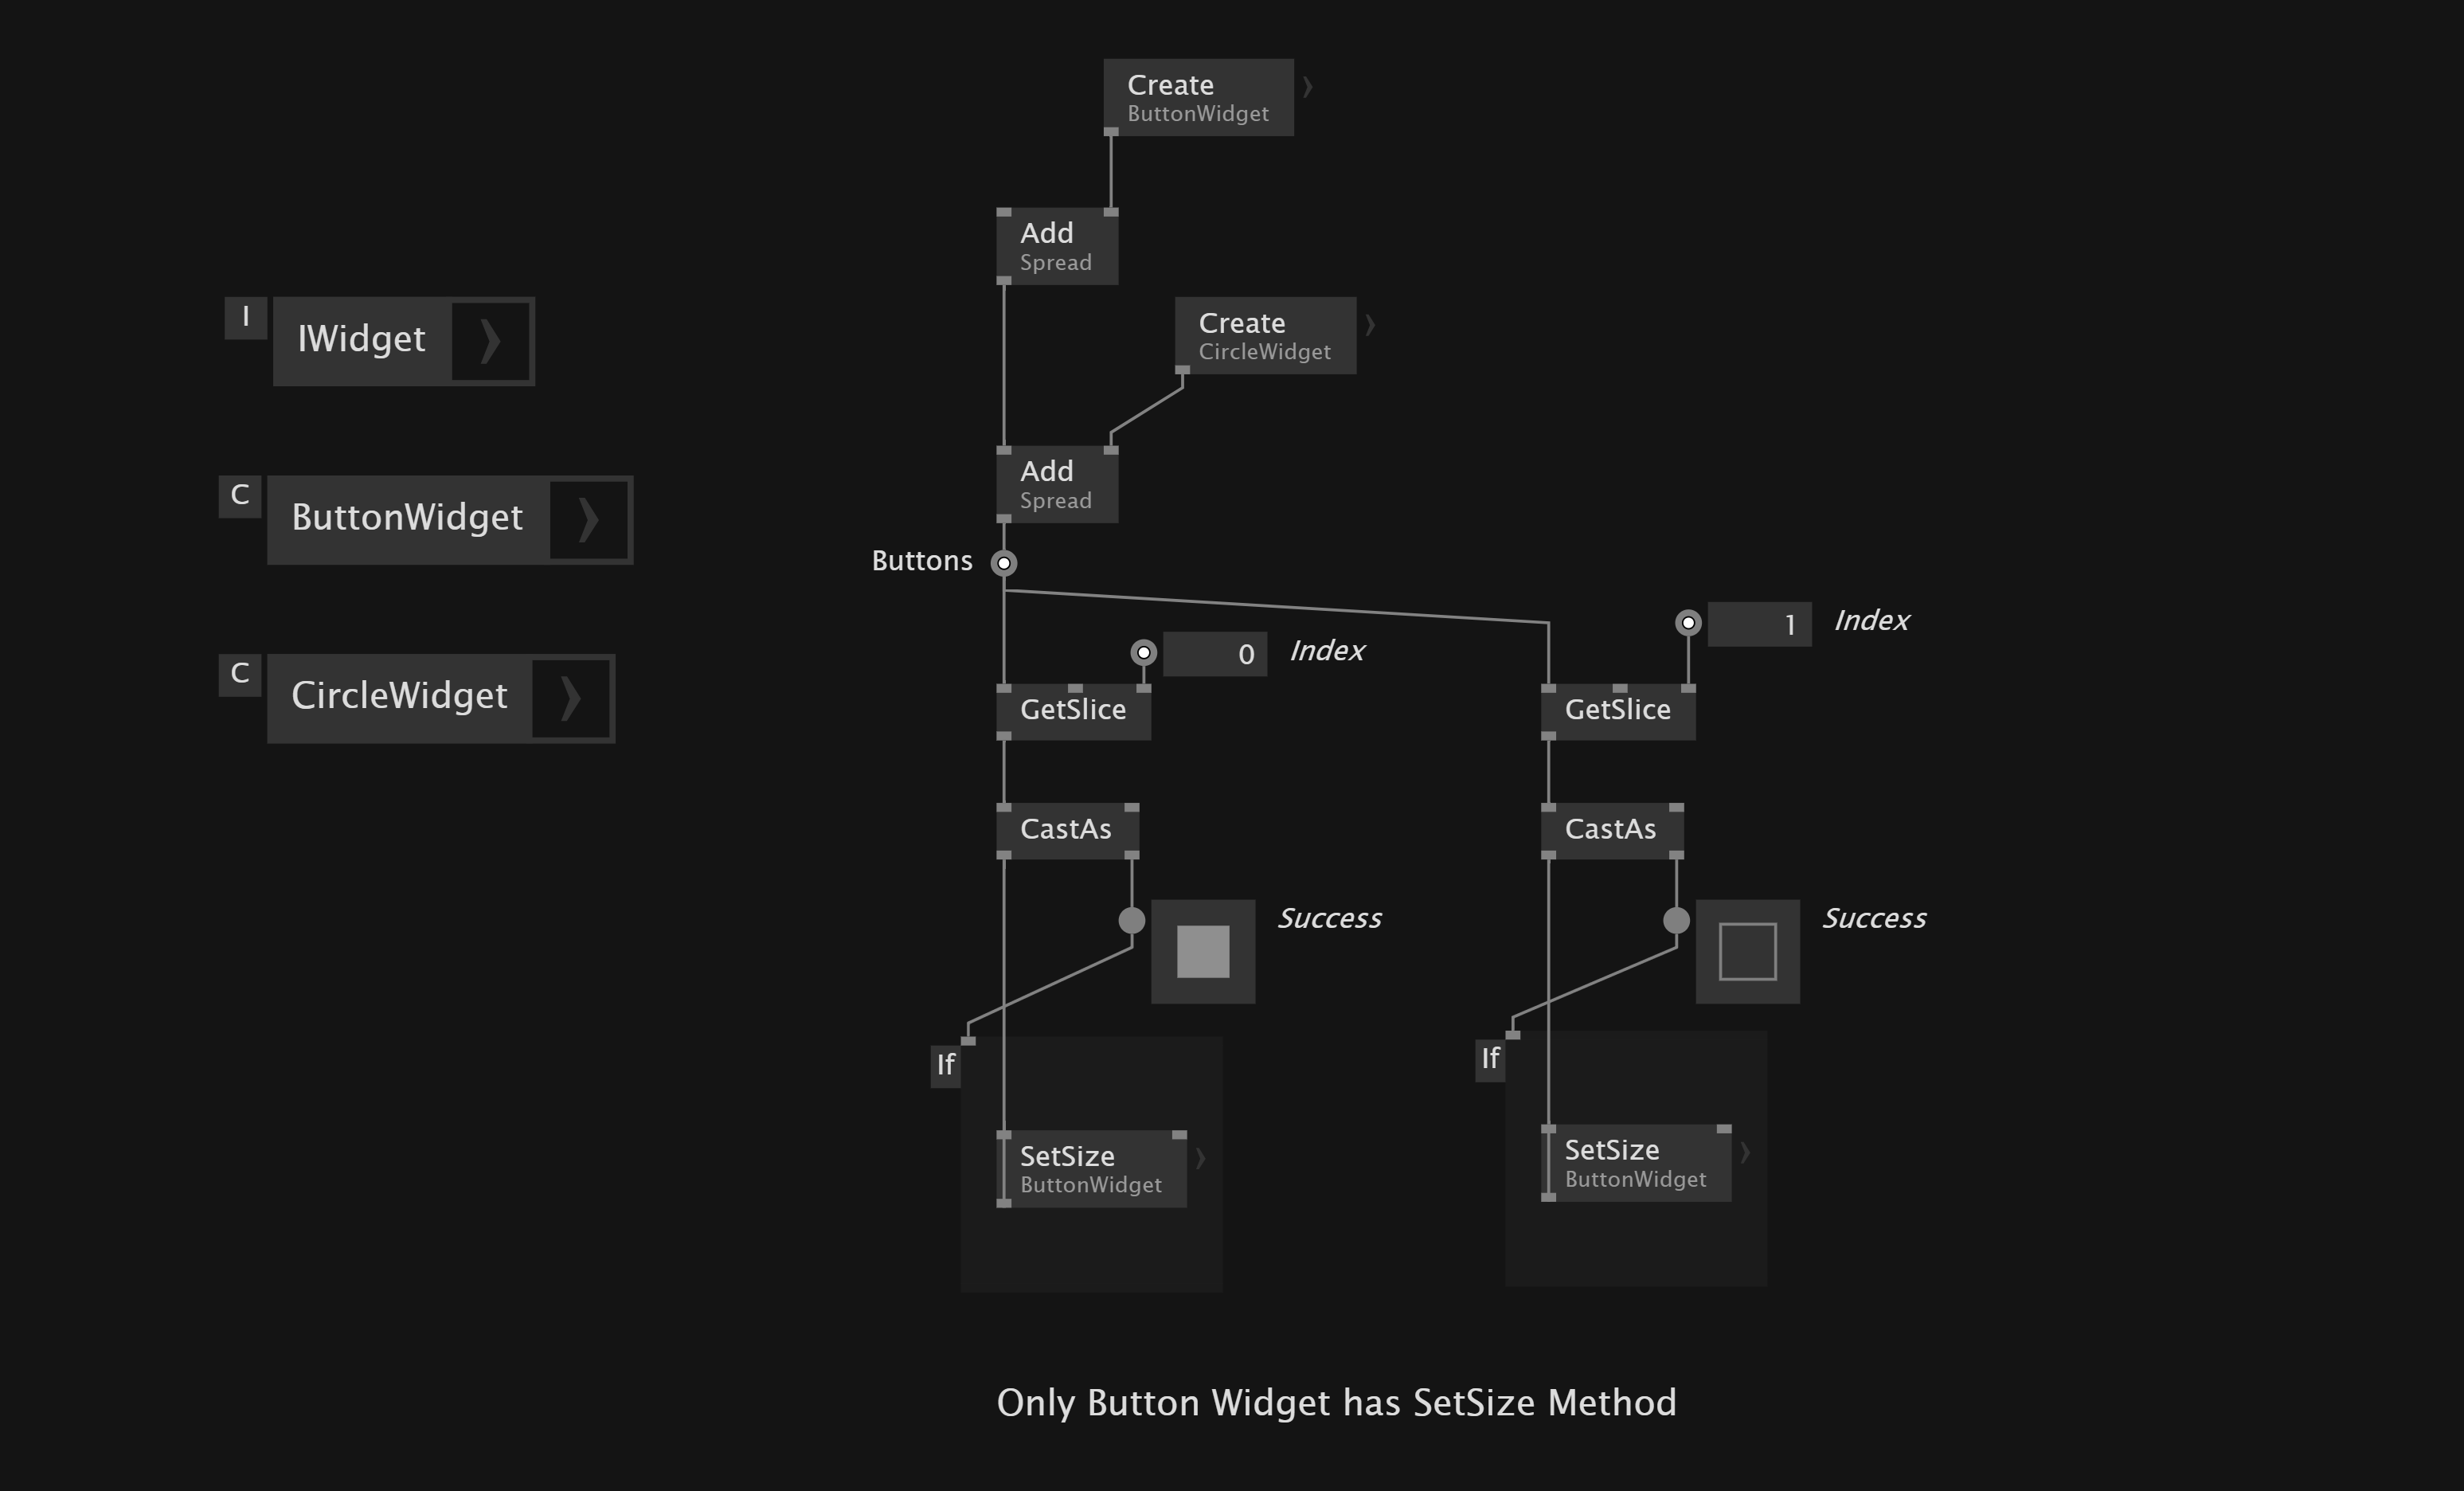 Create
ButtonWidget
Add
Spread
I
IWidget
Create
CircleWidget
C
ButtonWidget
Add
Spread
Buttons
C
CircleWidget
0
Index
1
Index
GetSlice
GetSlice
CastAs
CastAs
Success
Success
If
If
SetSize
ButtonWidget
SetSize
ButtonWidget
Only Button Widget has SetSize Method